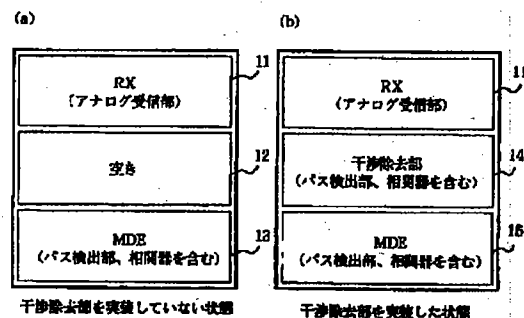 (a)
RX
(アナログ受信部)
11
空き
12
MDE
(パス検出部、相関器を含む)
13
干渉除去部を実装していない状態
(b)
RX
(アナログ受信部)
11
干渉除去部
(パス検出部、相関器を含む)
14
MDE
(パス検出部、相関器を含む)
15
干渉除去部を実装した状態